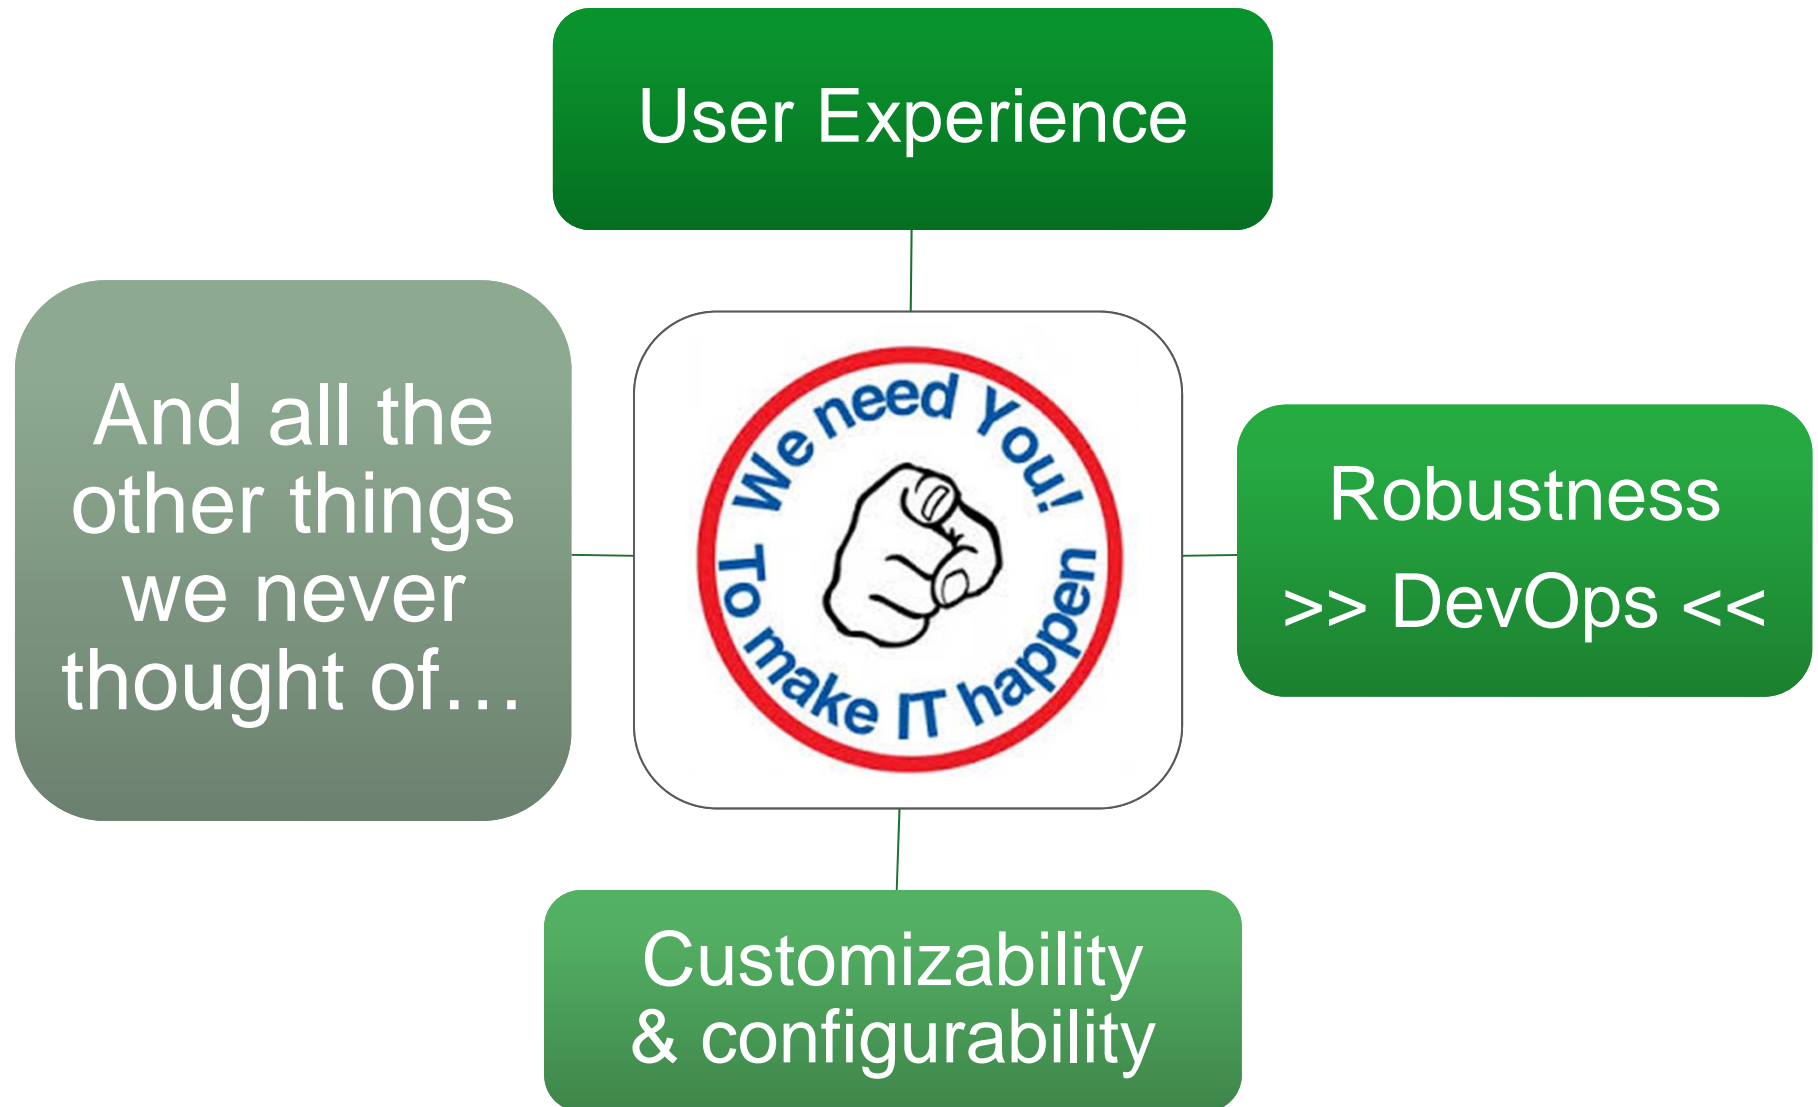 User Experience
And all the
other things
we never
thought of…
We need You!
To make IT happen
Robustness
>> DevOps <<
Customizability
& configurability